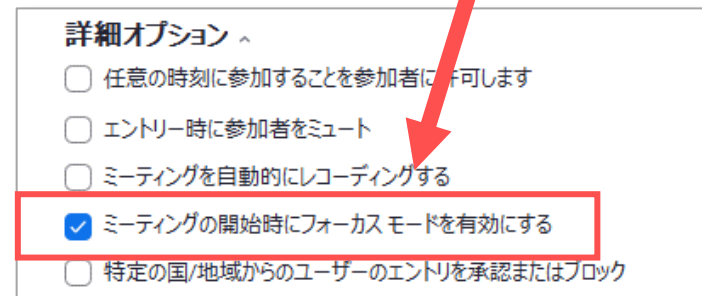 詳細オプション
任意の時刻に参加することを参加者に許可します
エントリー時に参加者をミュート
ミーティングを自動的にレコーディングする
ミーティングの開始時にフォーカス モードを有効にする
特定の国/地域からのユーザーのエントリを承認またはブロック